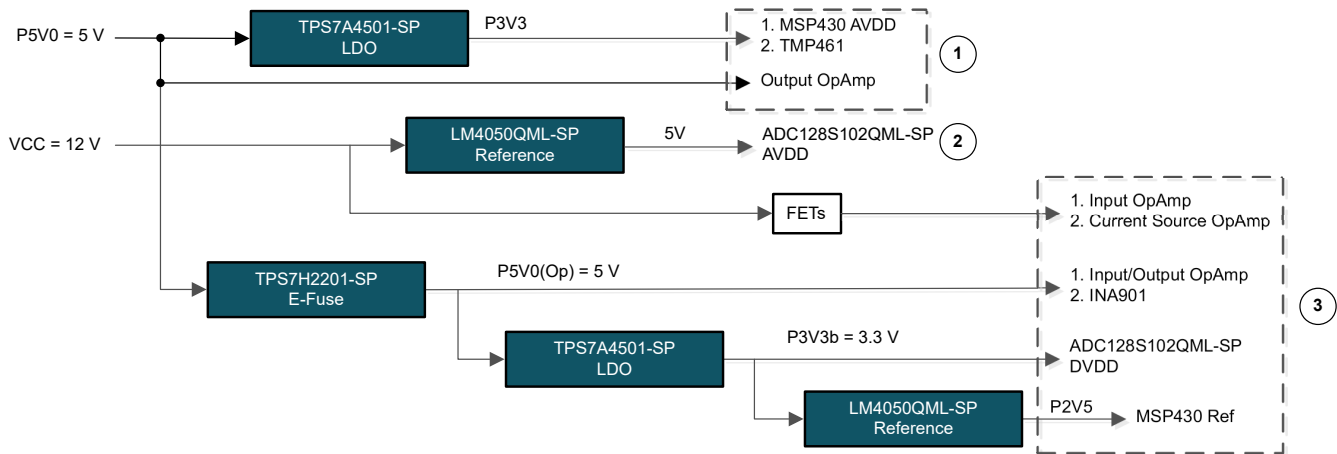 P5V0 = 5 V
TPS7A4501-SP
LDO
P3V3
1. MSP430 AVDD
2. TMP461
Output OpAmp
1
VCC = 12 V
LM4050QML-SP
Reference
5V
ADC128S102QML-SP
AVDD
2
FETs
1. Input OpAmp
2. Current Source OpAmp
TPS7H2201-SP
E-Fuse
P5V0(Op) = 5 V
1. Input/Output OpAmp
2. INA901
3
TPS7A4501-SP
LDO
P3V3b = 3.3 V
ADC128S102QML-SP
DVDD
LM4050QML-SP
Reference
P2V5
MSP430 Ref